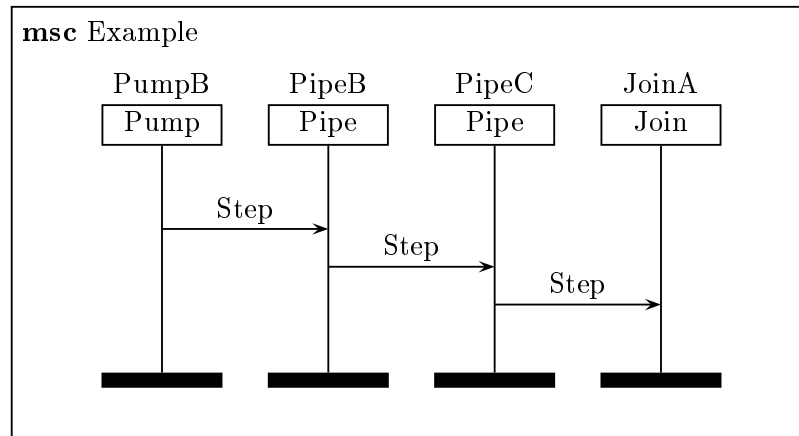 msc Example
PumpB PipeB PipeC JoinA
Pump Pipe Pipe Join
Step
Step
Step